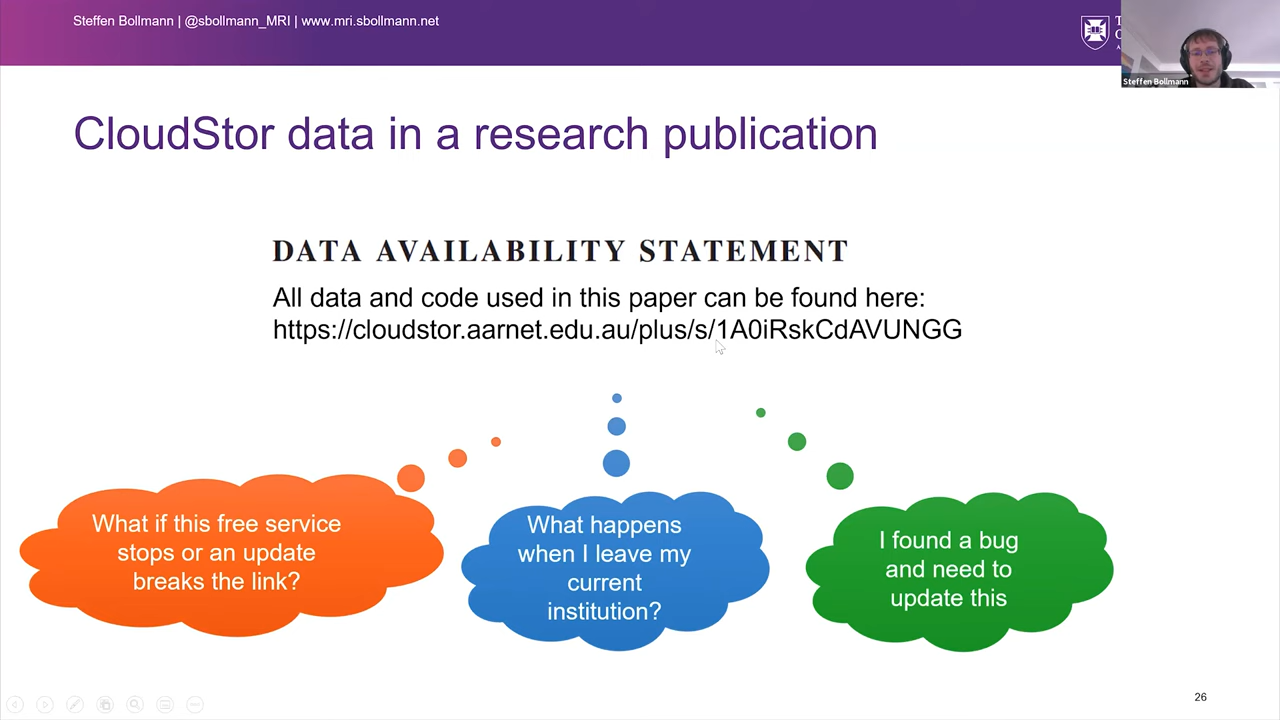 Steffen Bollmann | @sbollmann_MRI | www.mri.sbollmann.net
Steffen Bollmann
CloudStor data in a research publication
DATA AVAILABILITY STATEMENT
All data and code used in this paper can be found here:
https://cloudstor.aarnet.edu.au/plus/s/1A0iRskCdAVUNGG
What if this free service
stops or an update
breaks the link?
What happens
when I leave my
current
institution?
I found a bug
and need to
update this
26